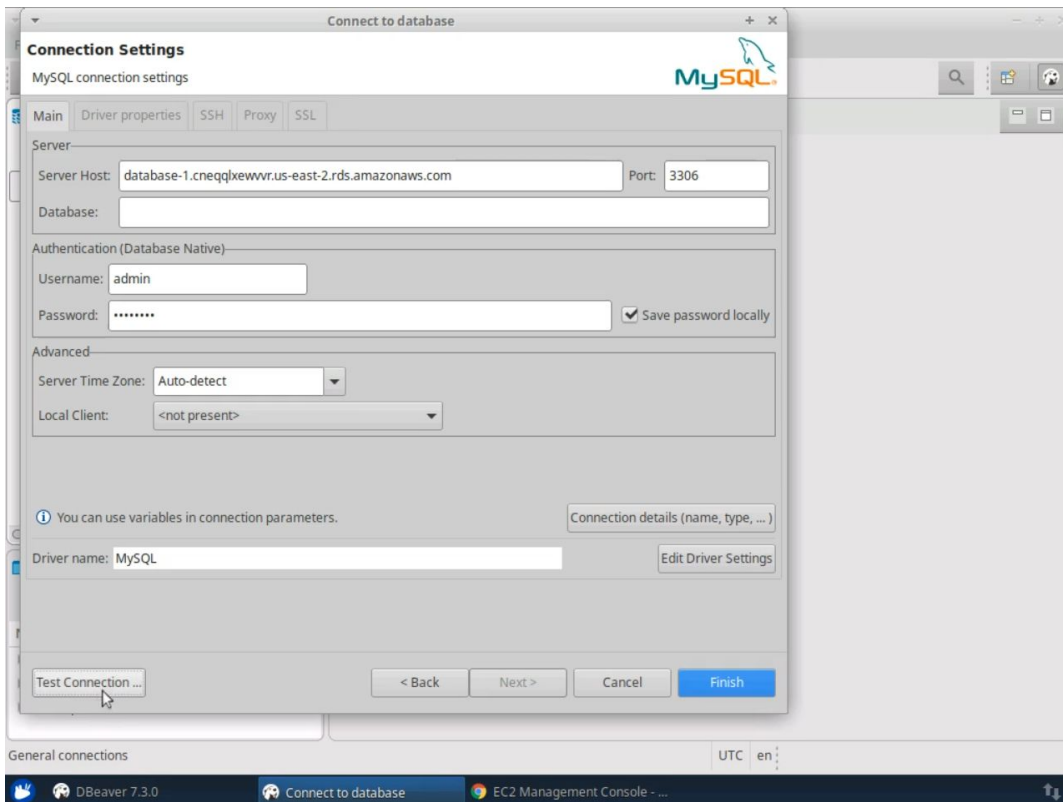 Connect to database
Connection Settings
MySQL connection settings
MySQL
Main Driver properties SSH Proxy SSL
Server
Server Host: database-1.cneqqlxewvvr.us-east-2.rds.amazonaws.com Port: 3306
Database:
Authentication (Database Native)
Username: admin
Password: ········ Save password locally
Advanced
Server Time Zone: Auto-detect
Local Client: <not present>
You can use variables in connection parameters. Connection details (name, type, ... )
Driver name: MySQL Edit Driver Settings
Test Connection ... < Back Next > Cancel Finish
General connections UTC en
DBeaver 7.3.0 Connect to database EC2 Management Console - ...